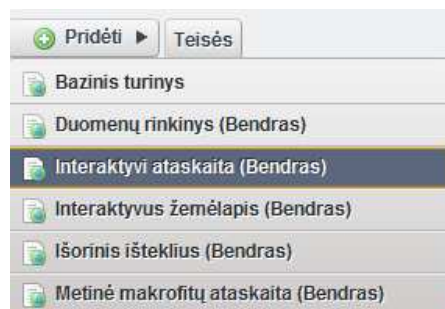 Pridėti ▶ Teisės
Bazinis turinys
Duomenų rinkinys (Bendras)
Interaktyvi ataskaita (Bendras)
Interaktyvus žemėlapis (Bendras)
Išorinis išteklius (Bendras)
Metinė makrofitų ataskaita (Bendras)